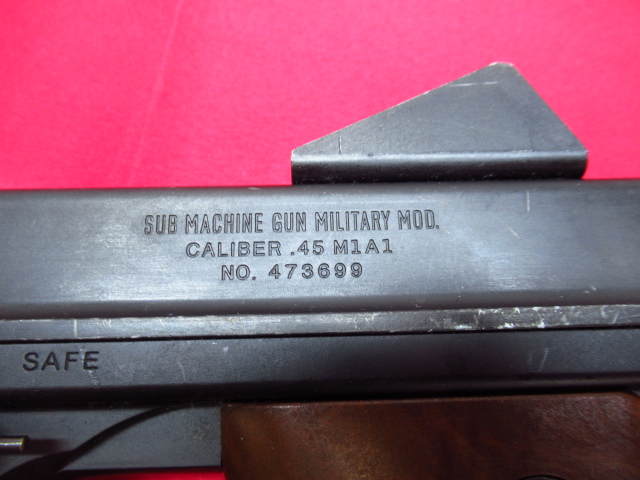 SUB MACHINE GUN MILITARY MOD.
CALIBER .45 M1A1
NO. 473699
SAFE